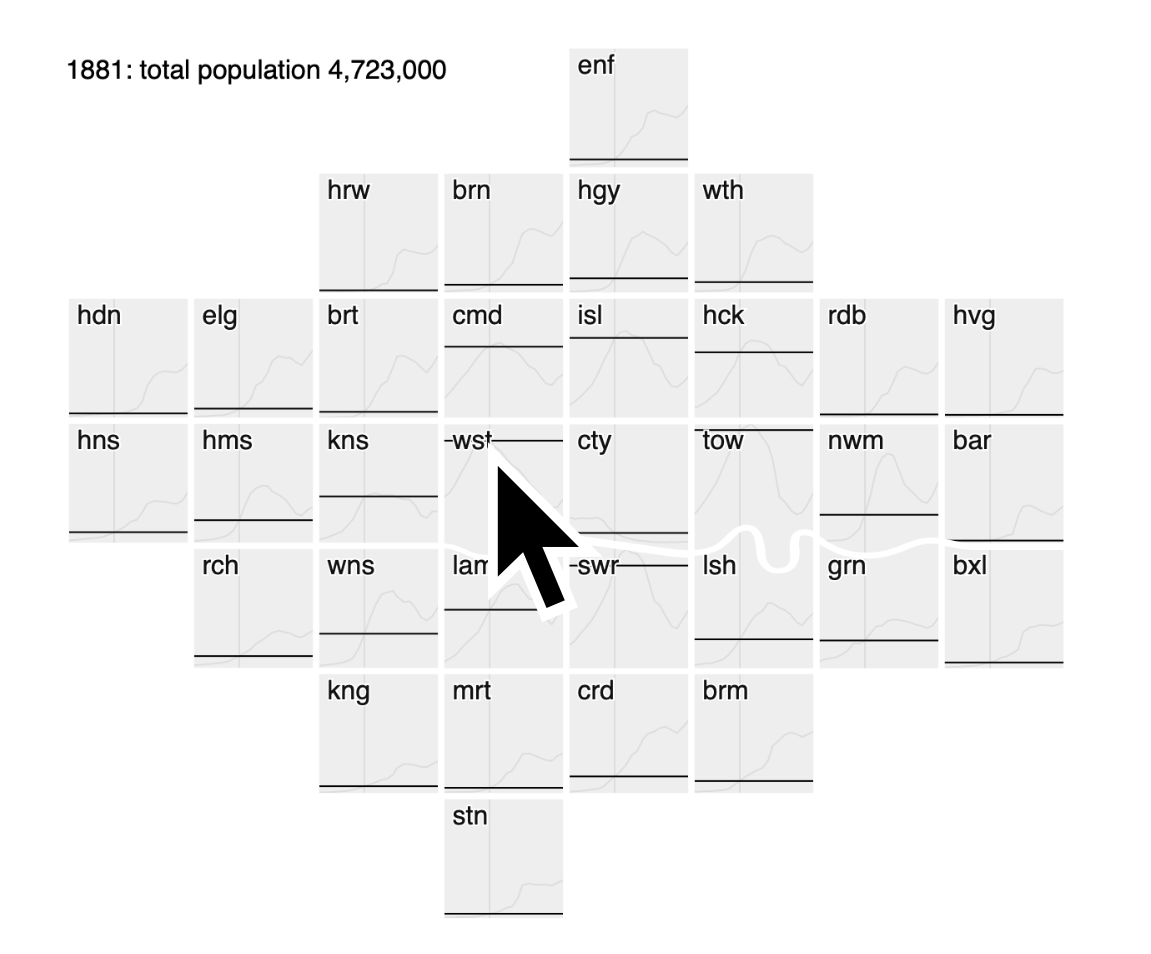 1881: total population 4,723,000
enf
hrw brn hgy wth
hdn elg brt cmd isl hck rdb hvg
hns hms kns wst cty tow nwm bar
rch wns lam swr lsh grn bxl
kng mrt crd brm
stn